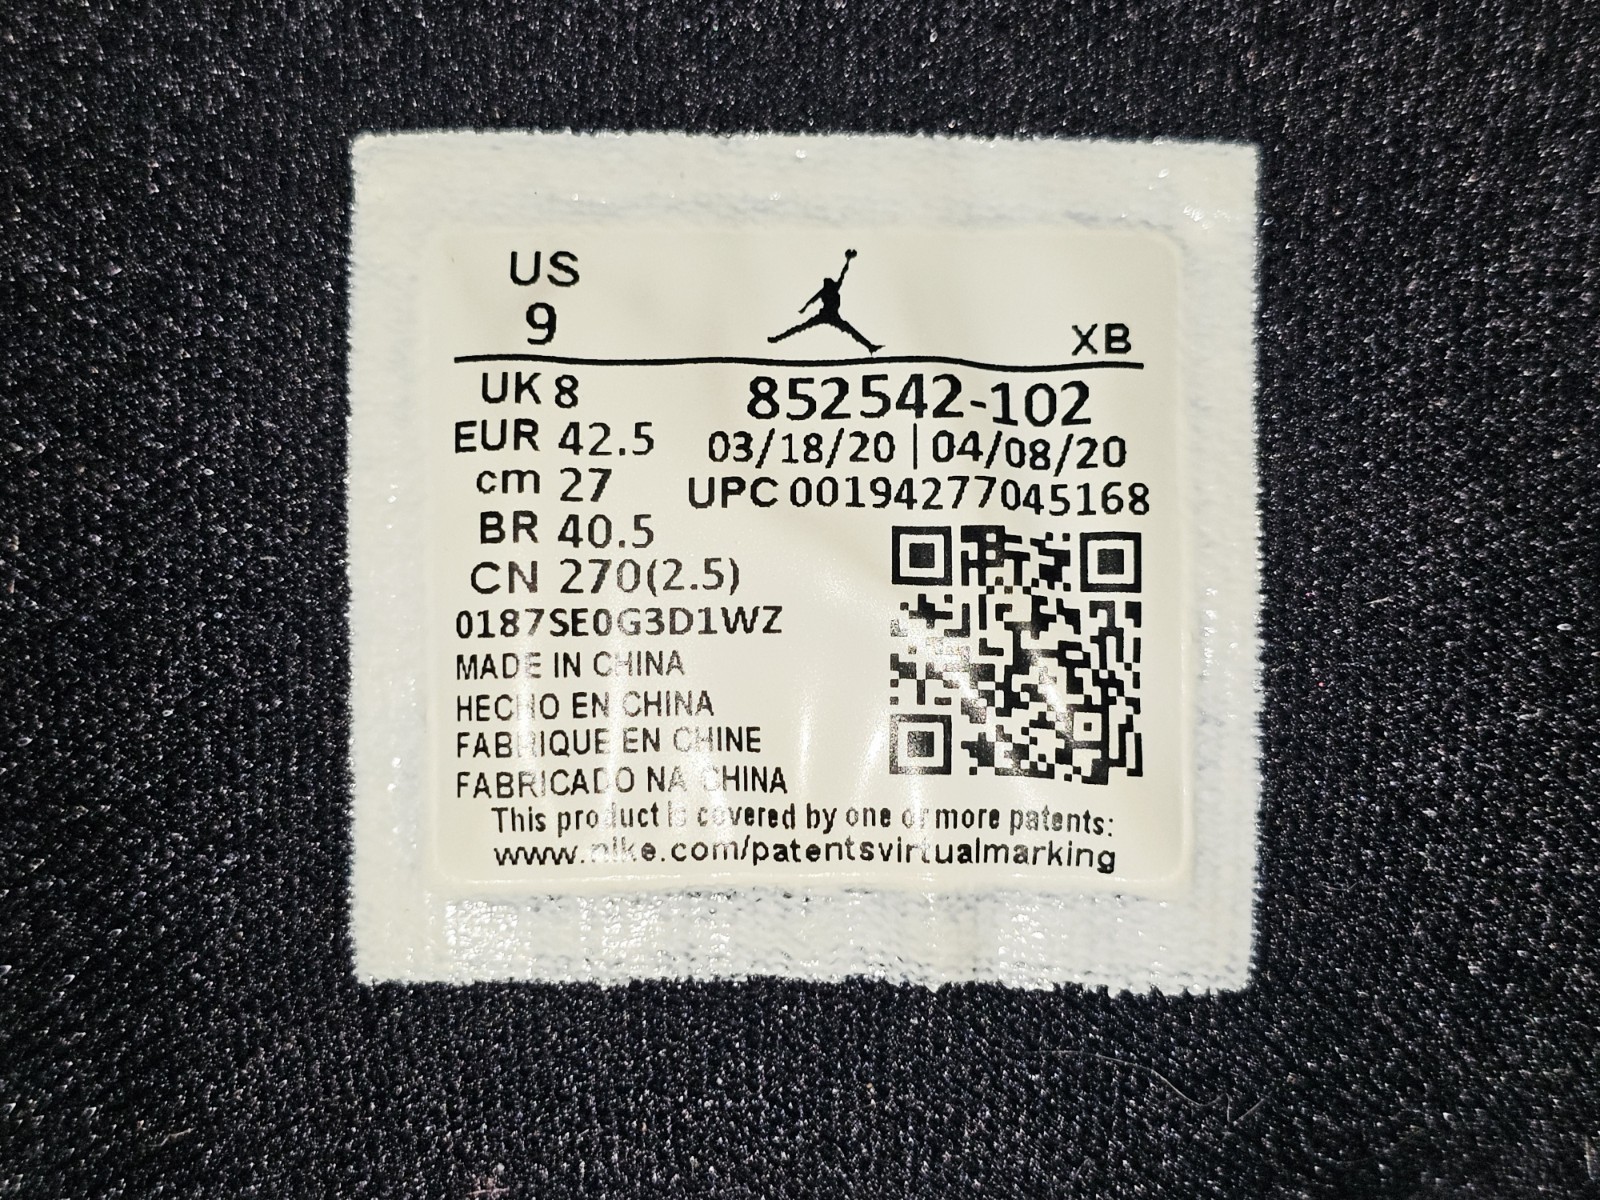 US
9
XB
UK 8
852542-102
EUR 42.5
03/18/20 | 04/08/20
cm 27
UPC 00194277045168
BR 40.5
CN 270(2.5)
0187SE0G3D1WZ
MADE IN CHINA
HECHO EN CHINA
FABRIQUE EN CHINE
FABRICADO NA CHINA
This product is covered by one or more patents:
www.nike.com/patentsvirtualmarking